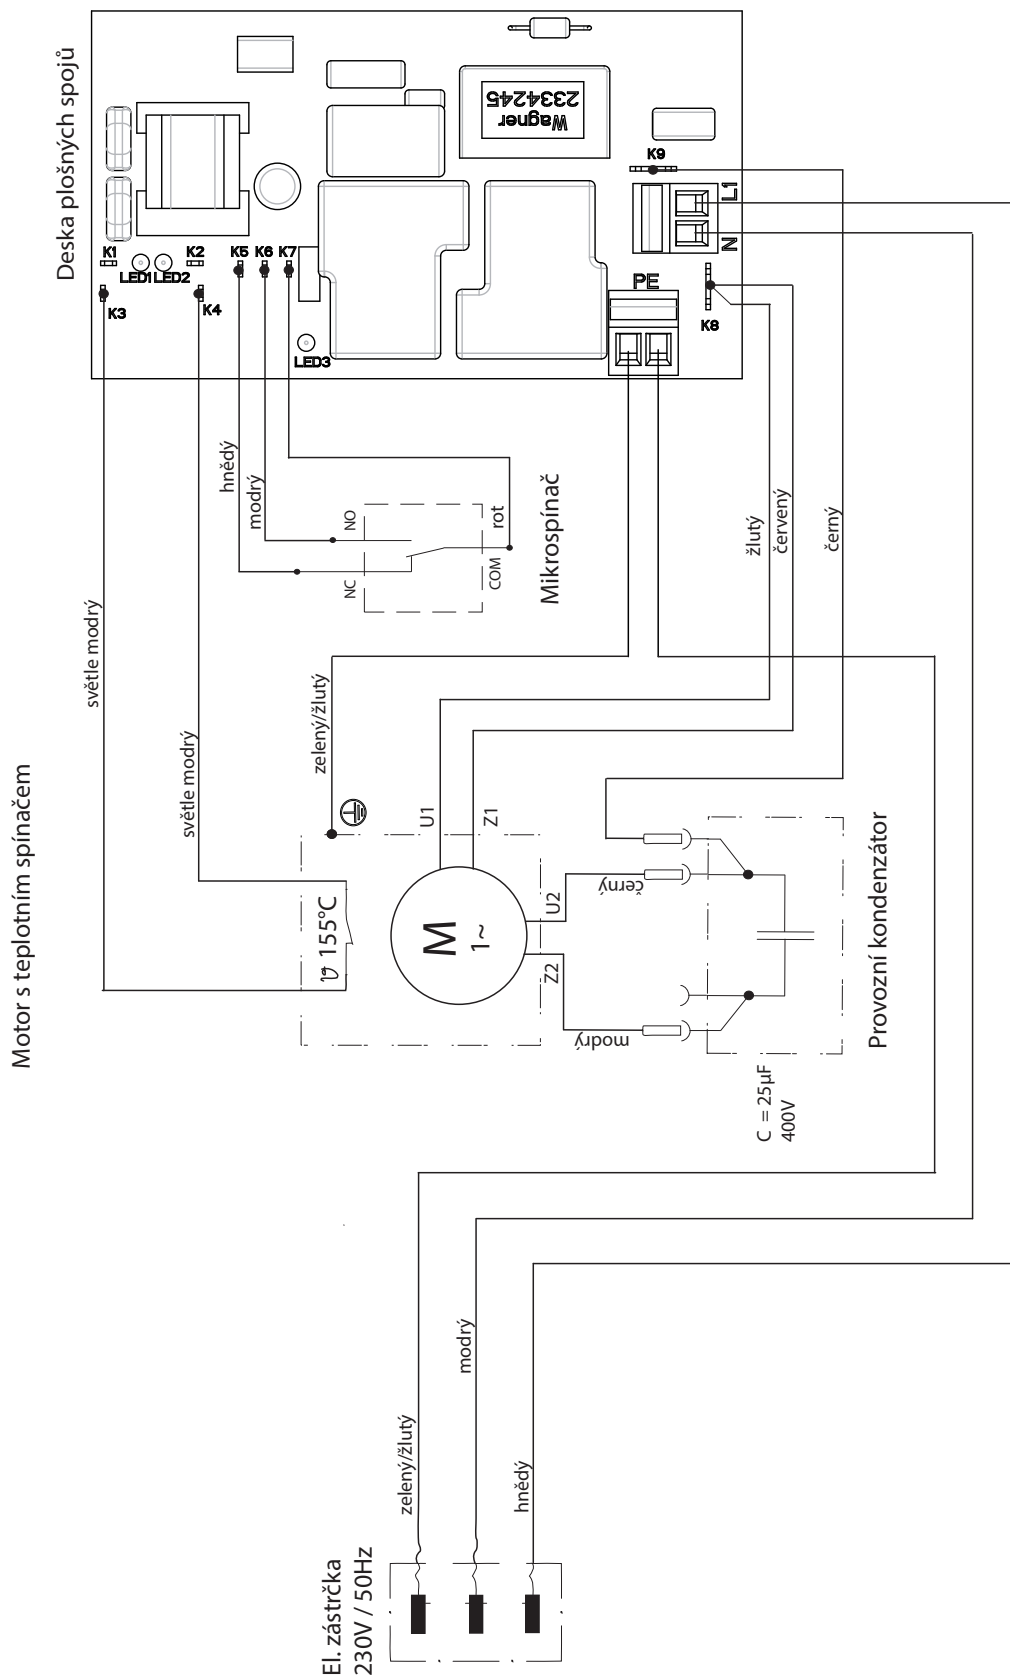 Deska plošných spojů
Wagner
2334245
K9
L1
N
K1
LED1
LED2
K2
K3
K4
K5
K6
K7
LED3
PE
K8
hnědý
modrý
NO
NC
COM
rot
Mikrospínač
žlutý
červený
černý
světle modrý
světle modrý
zelený/žlutý
Motor s teplotním spínačem
ϑ 155°C
M
1~
U1
Z1
U2
Z2
černý
modrý
Provozní kondenzátor
C = 25µF
400V
zelený/žlutý
modrý
hnědý
El. zástrčka
230V / 50Hz